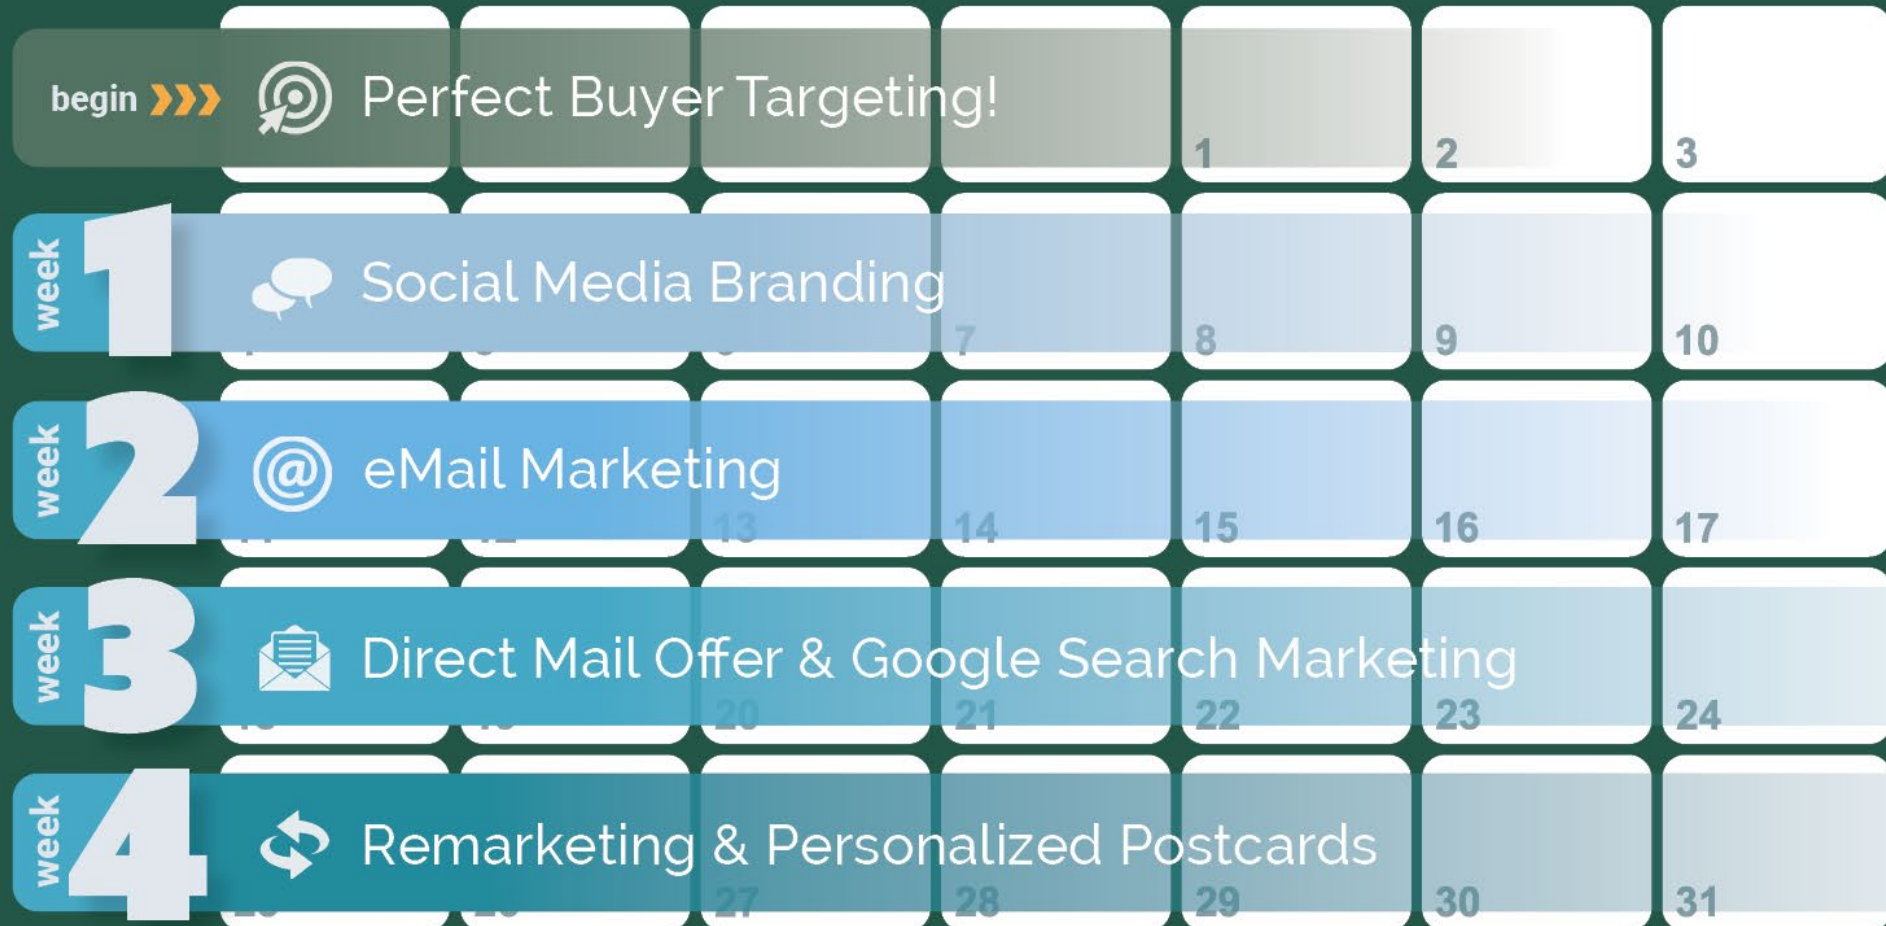 begin
Perfect Buyer Targeting!
1 2 3
week 1
Social Media Branding
7 8 9 10
week 2
@ eMail Marketing
13 14 15 16 17
week 3
Direct Mail Offer & Google Search Marketing
20 21 22 23 24
week 4
Remarketing & Personalized Postcards
27 28 29 30 31